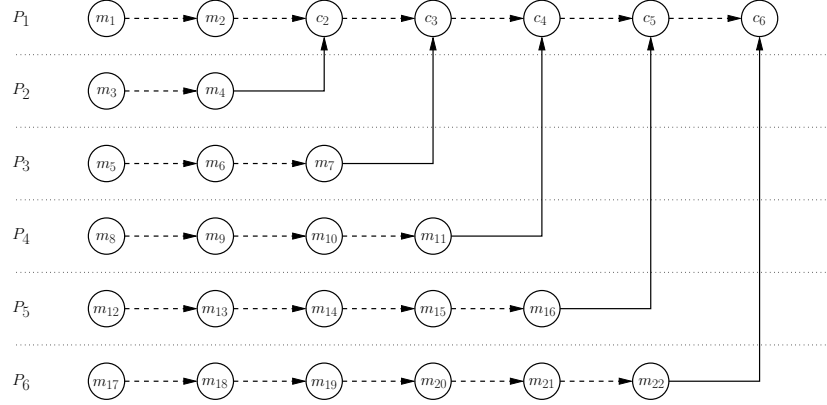 P₁ m₁ m₂ c₂ c₃ c₄ c₅ c₆
P₂ m₃ m₄
P₃ m₅ m₆ m₇
P₄ m₈ m₉ m₁₀ m₁₁
P₅ m₁₂ m₁₃ m₁₄ m₁₅ m₁₆
P₆ m₁₇ m₁₈ m₁₉ m₂₀ m₂₁ m₂₂